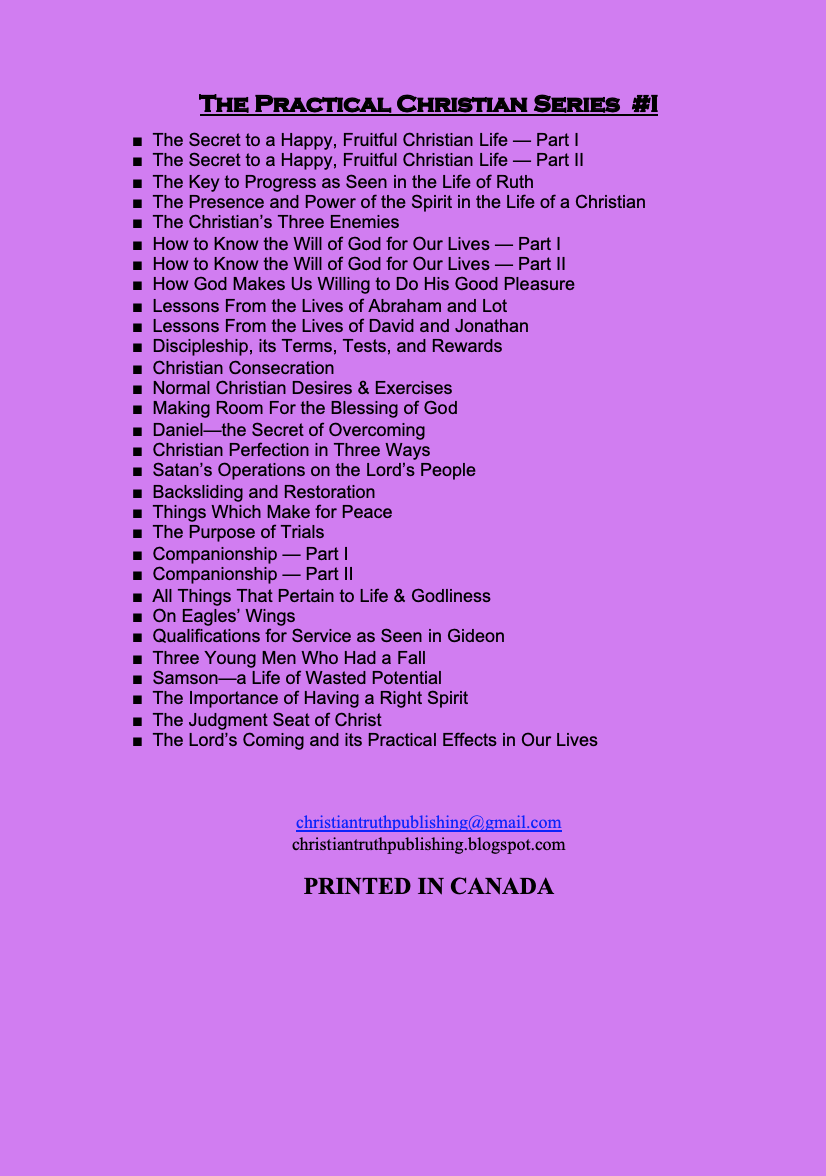 The Practical Christian Series #I
■ The Secret to a Happy, Fruitful Christian Life — Part I
■ The Secret to a Happy, Fruitful Christian Life — Part II
■ The Key to Progress as Seen in the Life of Ruth
■ The Presence and Power of the Spirit in the Life of a Christian
■ The Christian’s Three Enemies
■ How to Know the Will of God for Our Lives — Part I
■ How to Know the Will of God for Our Lives — Part II
■ How God Makes Us Willing to Do His Good Pleasure
■ Lessons From the Lives of Abraham and Lot
■ Lessons From the Lives of David and Jonathan
■ Discipleship, its Terms, Tests, and Rewards
■ Christian Consecration
■ Normal Christian Desires & Exercises
■ Making Room For the Blessing of God
■ Daniel—the Secret of Overcoming
■ Christian Perfection in Three Ways
■ Satan’s Operations on the Lord’s People
■ Backsliding and Restoration
■ Things Which Make for Peace
■ The Purpose of Trials
■ Companionship — Part I
■ Companionship — Part II
■ All Things That Pertain to Life & Godliness
■ On Eagles’ Wings
■ Qualifications for Service as Seen in Gideon
■ Three Young Men Who Had a Fall
■ Samson—a Life of Wasted Potential
■ The Importance of Having a Right Spirit
■ The Judgment Seat of Christ
■ The Lord’s Coming and its Practical Effects in Our Lives
christiantruthpublishing@gmail.com
christiantruthpublishing.blogspot.com
PRINTED IN CANADA